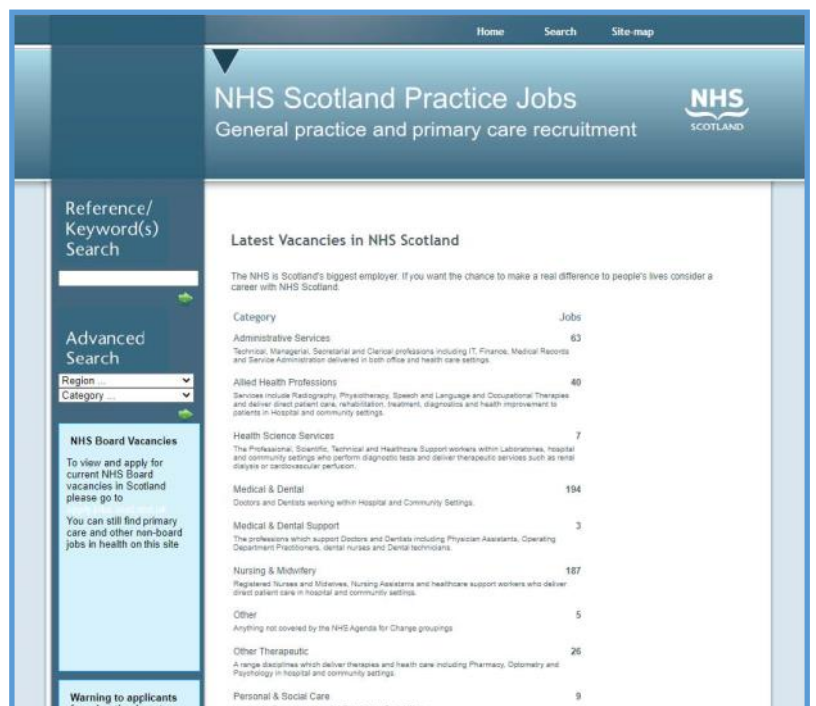 Home Search Site-map
NHS Scotland Practice Jobs
General practice and primary care recruitment
NHS
SCOTLAND
Reference/
Keyword(s)
Search
Advanced
Search
Region ...
Category ...
NHS Board Vacancies
To view and apply for
current NHS Board
vacancies in Scotland
please go to
You can still find primary
care and other non-board
jobs in health on this site
Warning to applicants
Latest Vacancies in NHS Scotland
The NHS is Scotland's biggest employer. If you want the chance to make a real difference to people's lives consider a
career with NHS Scotland.
Category Jobs
Administrative Services 63
Technical, Managerial, Secretarial and Clerical professions including IT, Finance, Medical Records
and Service Administration delivered in both office and health care settings.
Allied Health Professions 40
Services include Radiography, Physiotherapy, Speech and Language and Occupational Therapies
and deliver direct patient care, rehabilitation, treatment, diagnostics and health improvement to
patients in Hospital and community settings.
Health Science Services 7
The Professional, Scientific, Technical and Healthcare Support workers within Laboratories, hospital
and community settings who perform diagnostic tests and deliver therapeutic services such as renal
dialysis or cardiovascular perfusion.
Medical & Dental 194
Doctors and Dentists working within Hospital and Community Settings.
Medical & Dental Support 3
The professions which support Doctors and Dentists including Physician Assistants, Operating
Department Practitioners, dental nurses and Dental technicians.
Nursing & Midwifery 187
Registered Nurses and Midwives, Nursing Assistants and healthcare support workers who deliver
direct patient care in hospital and community settings.
Other 5
Anything not covered by the NHS Agenda for Change groupings
Other Therapeutic 26
A range disciplines which deliver therapies and health care including Pharmacy, Optometry and
Psychology in hospital and community settings.
Personal & Social Care 9